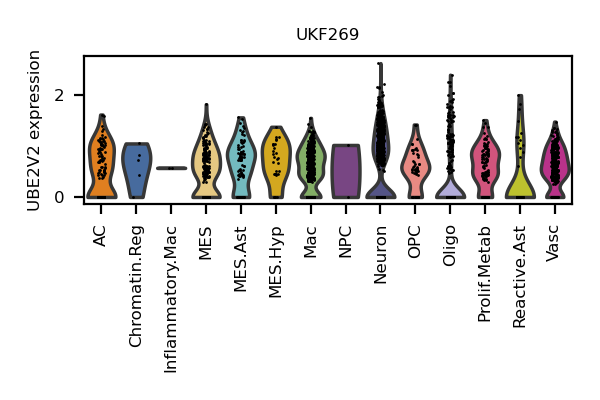 UKF269
UBE2V2 expression
2
0
AC
Chromatin.Reg
Inflammatory.Mac
MES
MES.Ast
MES.Hyp
Mac
NPC
Neuron
OPC
Oligo
Prolif.Metab
Reactive.Ast
Vasc